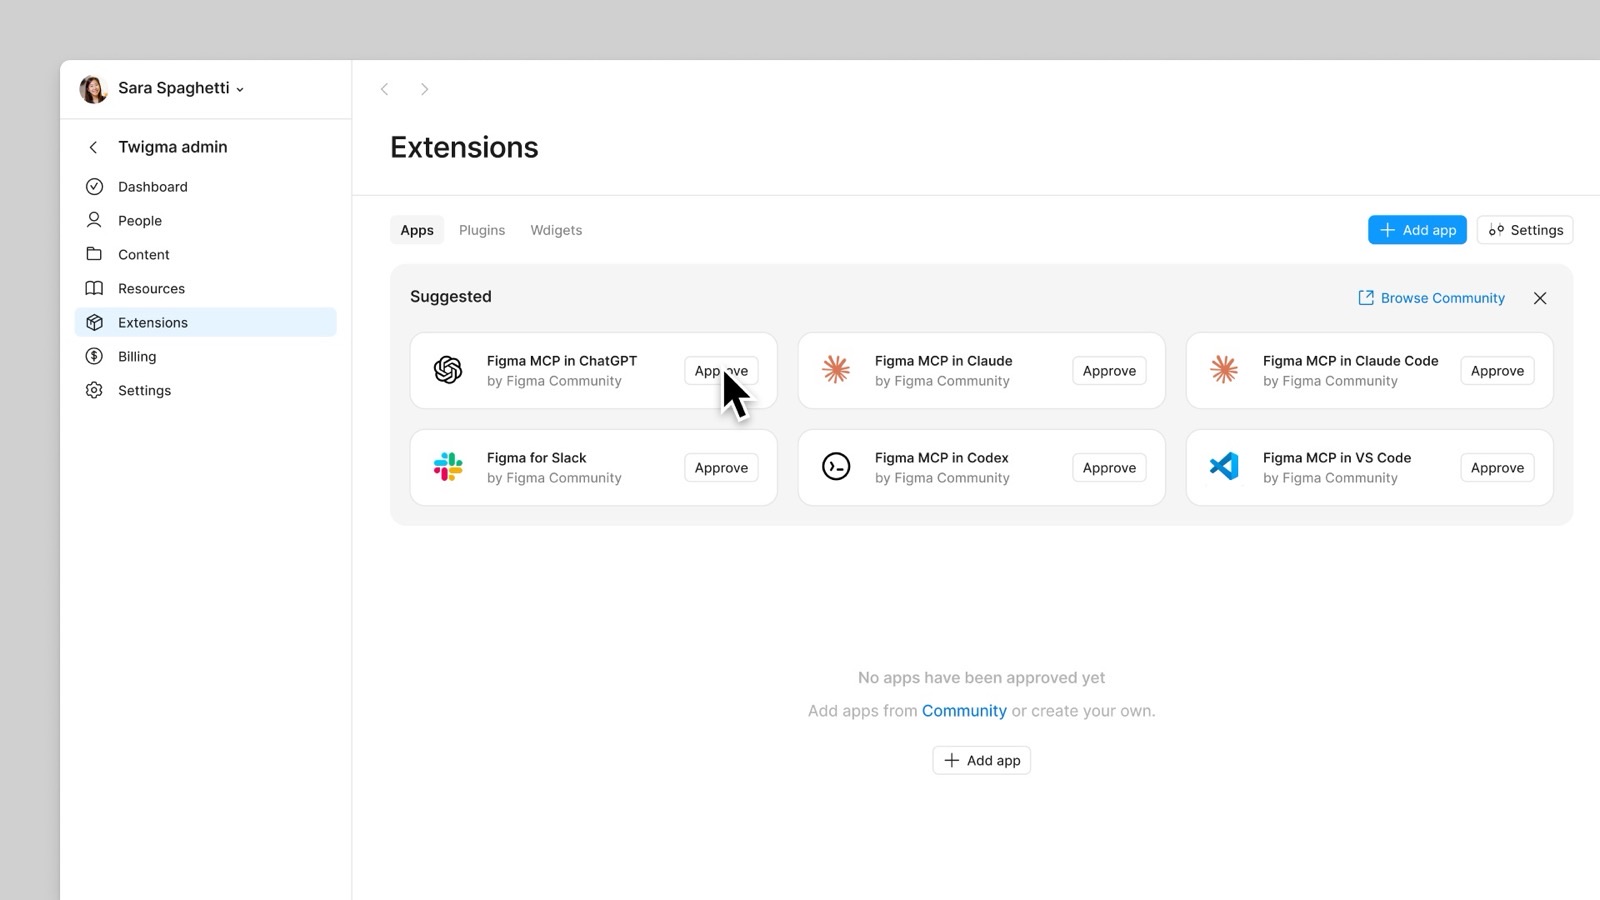 Sara Spaghetti
Twigma admin
Dashboard
People
Content
Resources
Extensions
Billing
Settings
Extensions
Apps Plugins Wdigets
Add app Settings
Suggested
Browse Community
Figma MCP in ChatGPT
by Figma Community
Approve
Figma MCP in Claude
by Figma Community
Approve
Figma MCP in Claude Code
by Figma Community
Approve
Figma for Slack
by Figma Community
Approve
Figma MCP in Codex
by Figma Community
Approve
Figma MCP in VS Code
by Figma Community
Approve
No apps have been approved yet
Add apps from Community or create your own.
Add app